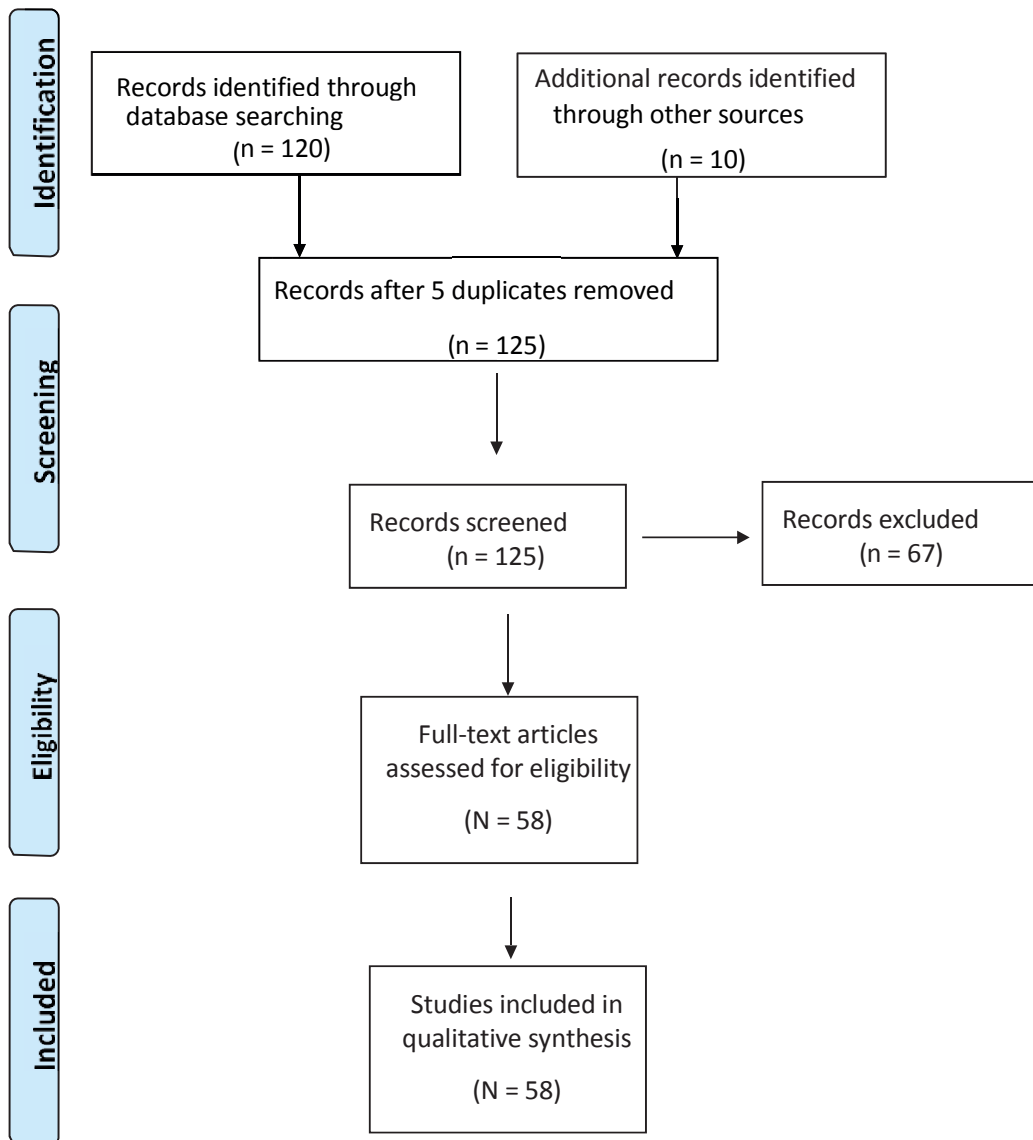 Identification
Records identified through
database searching
(n = 120)
Additional records identified
through other sources
(n = 10)
Records after 5 duplicates removed
(n = 125)
Screening
Records screened
(n = 125)
Records excluded
(n = 67)
Eligibility
Full-text articles
assessed for eligibility
(N = 58)
Included
Studies included in
qualitative synthesis
(N = 58)